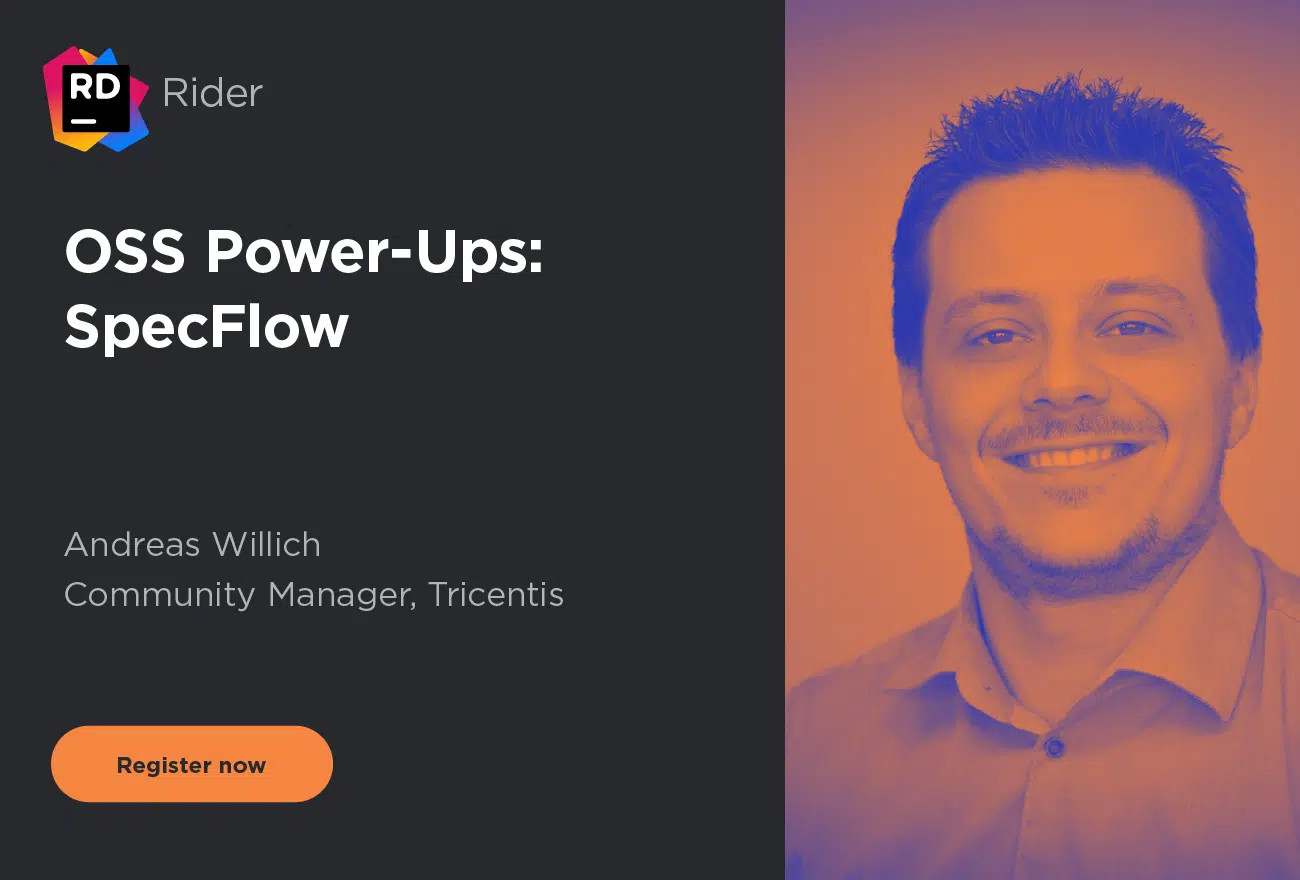 RD
Rider
OSS Power-Ups:
SpecFlow
Andreas Willich
Community Manager, Tricentis
Register now